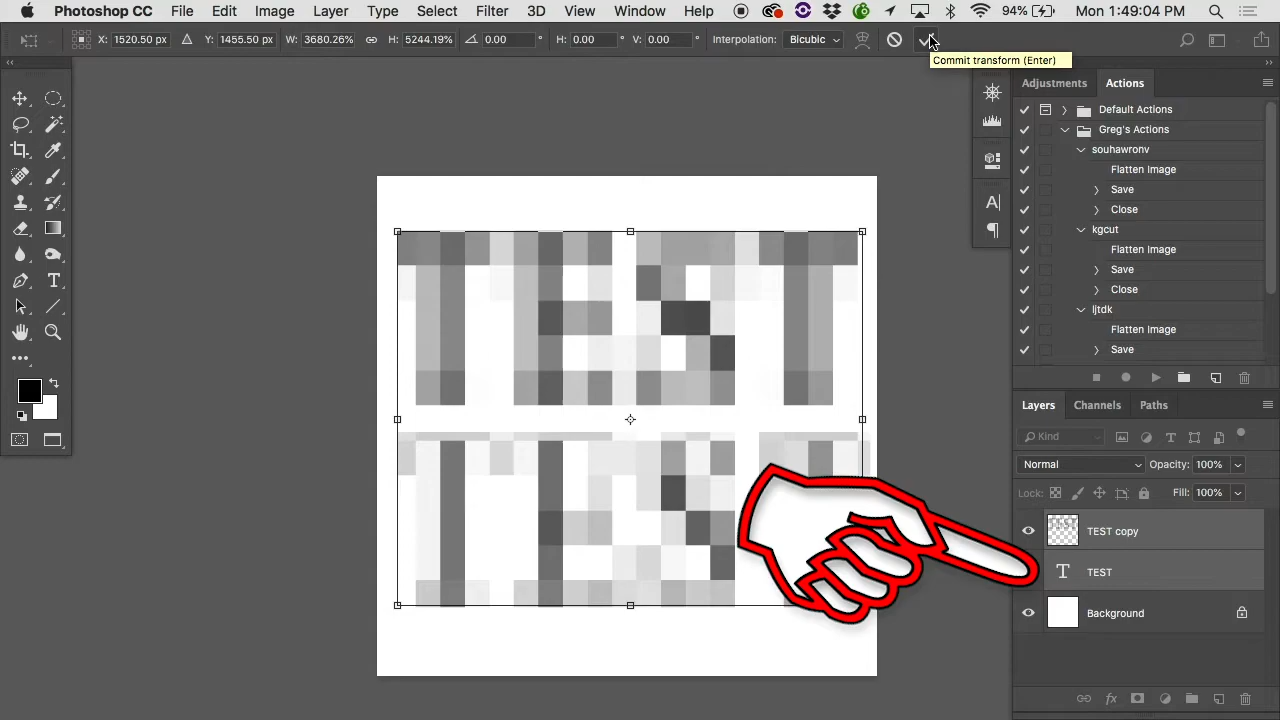 Photoshop CC File Edit Image Layer Type Select Filter 3D View Window Help 94% Mon 1:49:04 PM
X: 1520.50 px Y: 1455.50 px W: 3680.26% H: 5244.19% 0.00 ° H: 0.00 ° V: 0.00 ° Interpolation: Bicubic
Commit transform (Enter)
Adjustments Actions
Default Actions
Greg's Actions
souhawronv
Flatten Image
Save
Close
kgcut
Flatten Image
Save
Close
ljtdk
Flatten Image
Save
Layers Channels Paths
Kind
Normal Opacity: 100%
Lock: Fill: 100%
TEST copy
TEST
Background